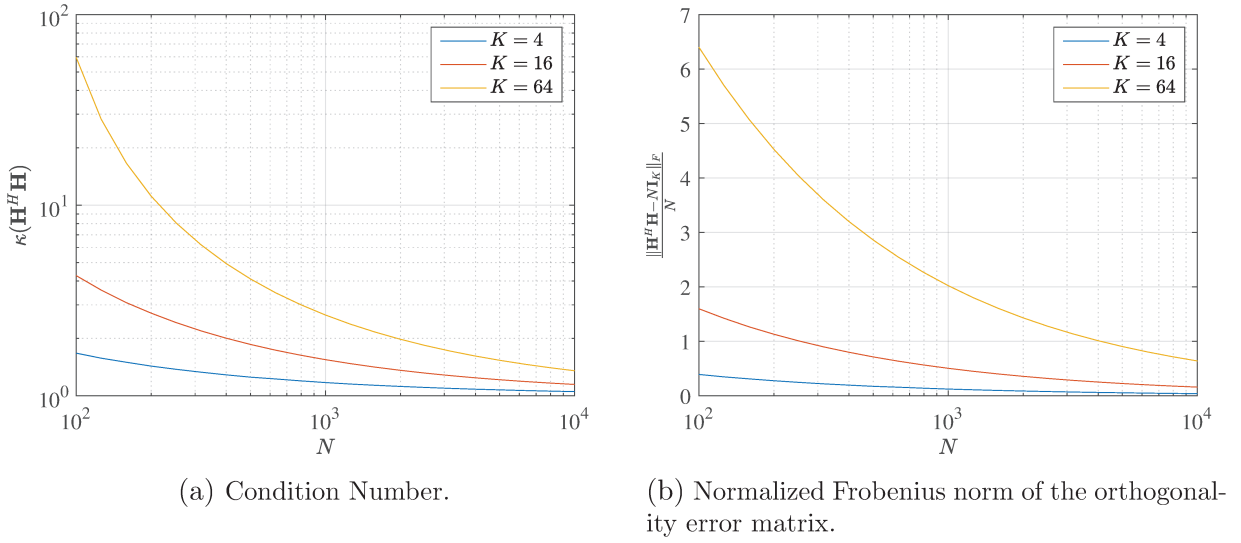 10^2
10^1
10^0
κ(H^H H)
K = 4
K = 16
K = 64
10^2
10^3
10^4
N
(a) Condition Number.
7
6
5
4
3
2
1
0
‖H^H H−N I_K‖_F
N
K = 4
K = 16
K = 64
10^2
10^3
10^4
N
(b) Normalized Frobenius norm of the orthogonal-
ity error matrix.